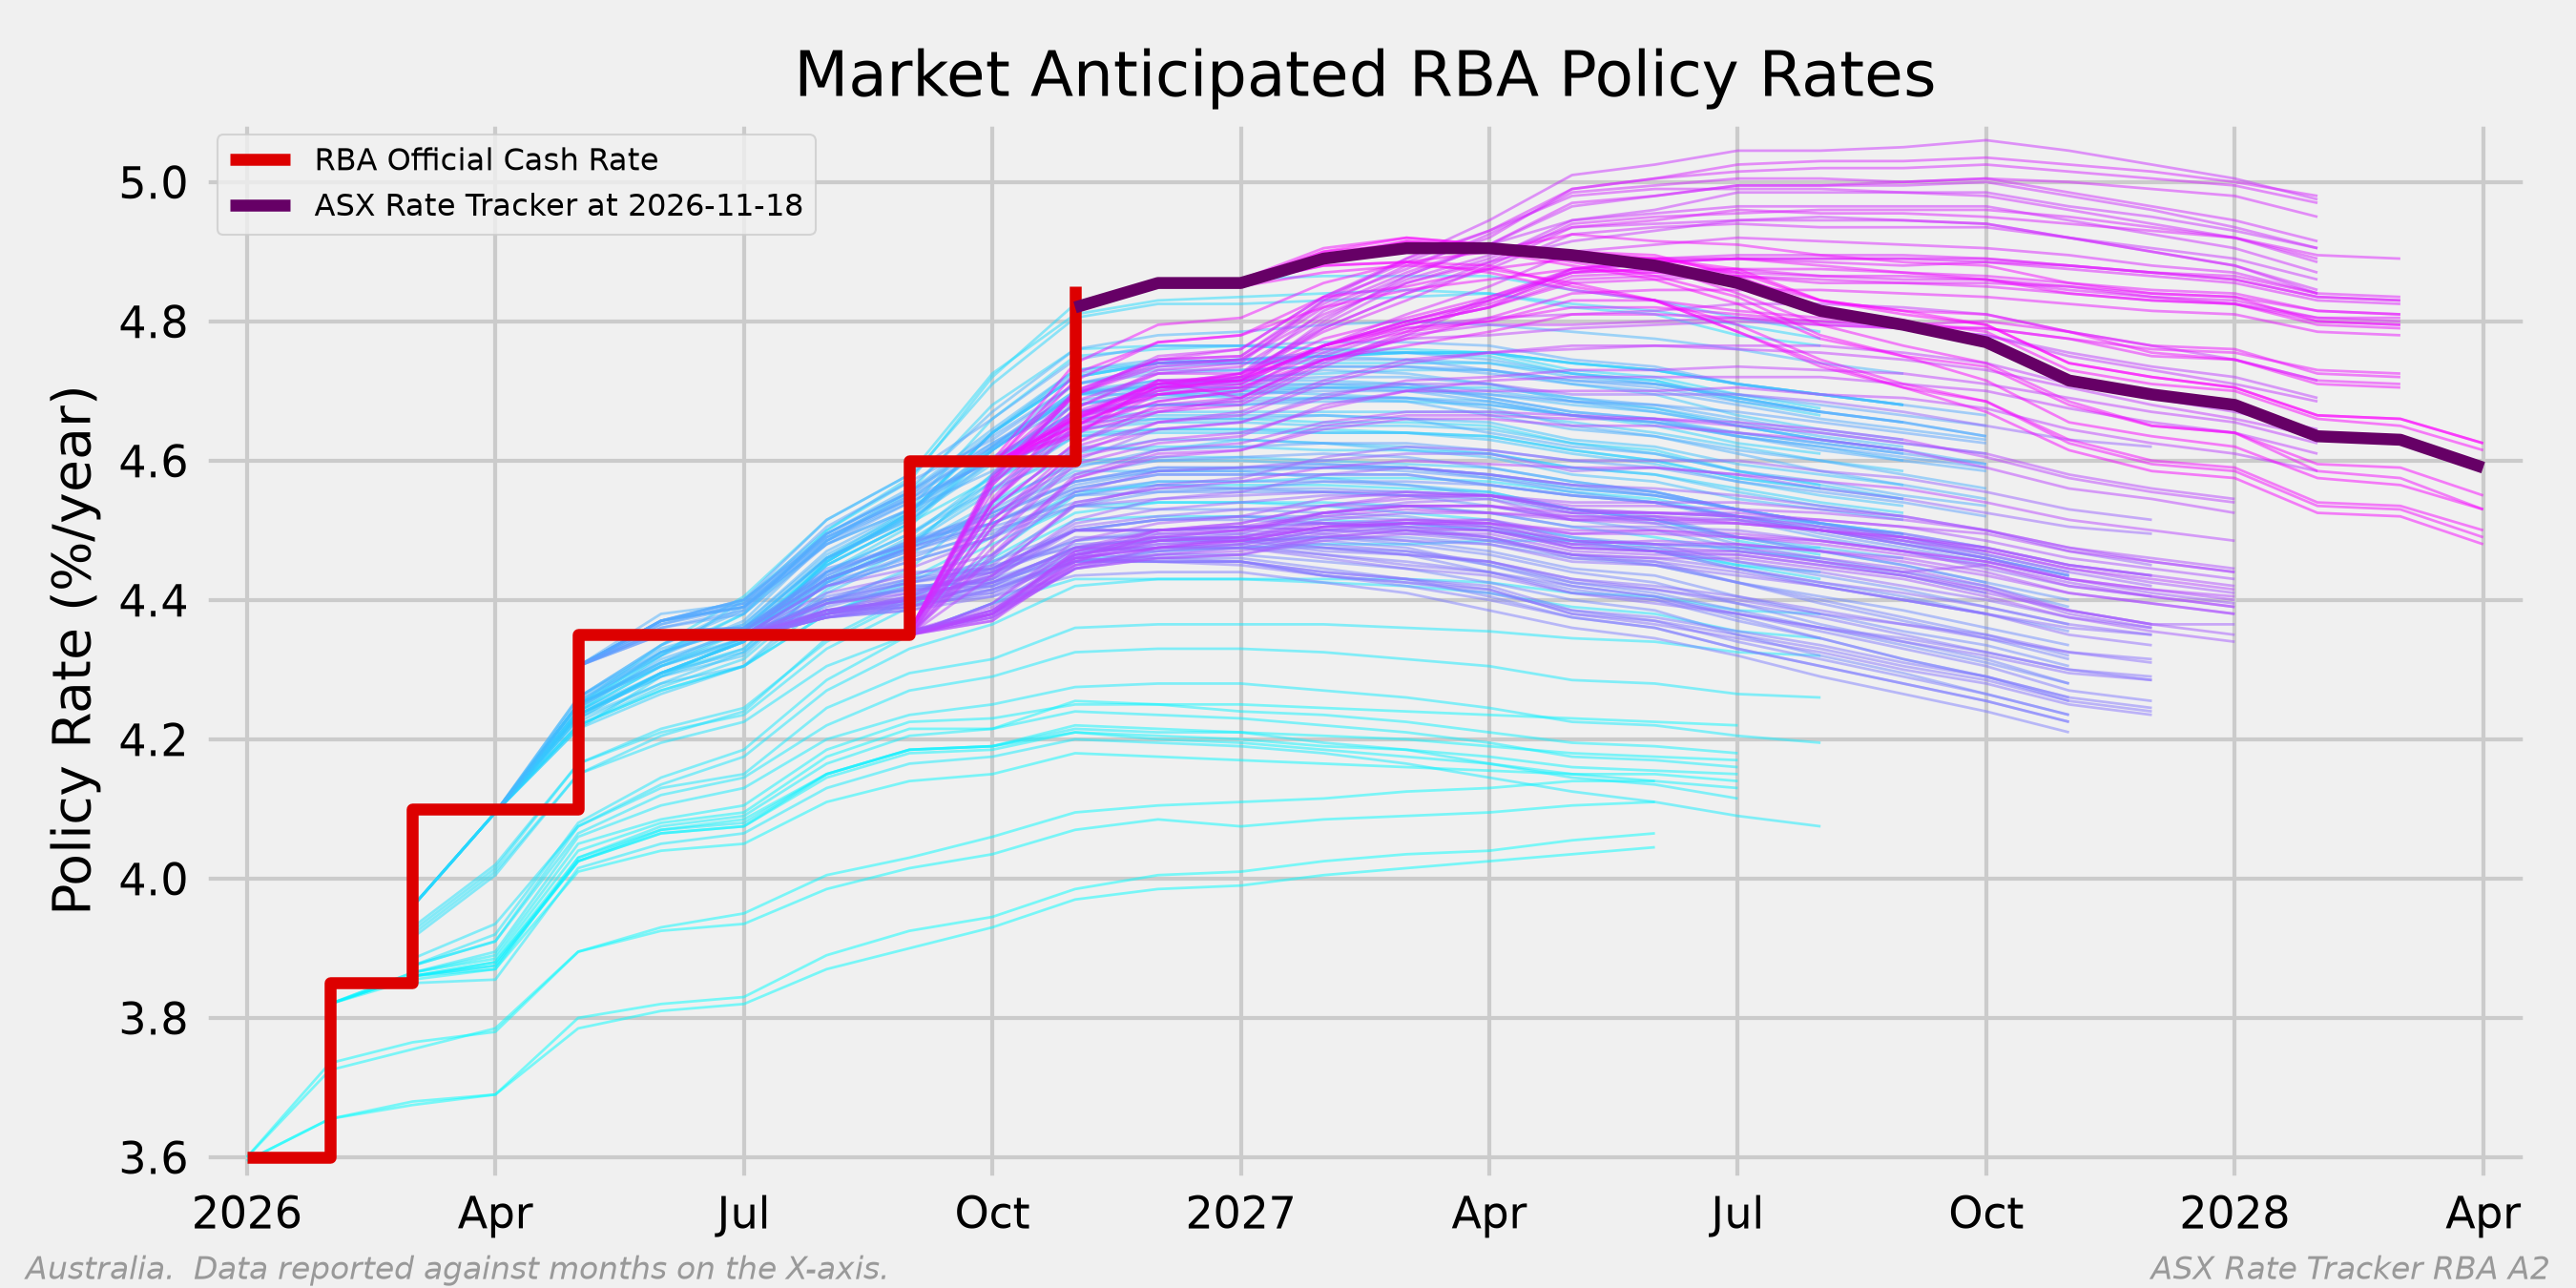 Market Anticipated RBA Policy Rates
RBA Official Cash Rate
ASX Rate Tracker at 2026-11-18
Policy Rate (%/year)
5.0
4.8
4.6
4.4
4.2
4.0
3.8
3.6
2026 Apr Jul Oct 2027 Apr Jul Oct 2028 Apr
Australia. Data reported against months on the X-axis.
ASX Rate Tracker RBA A2